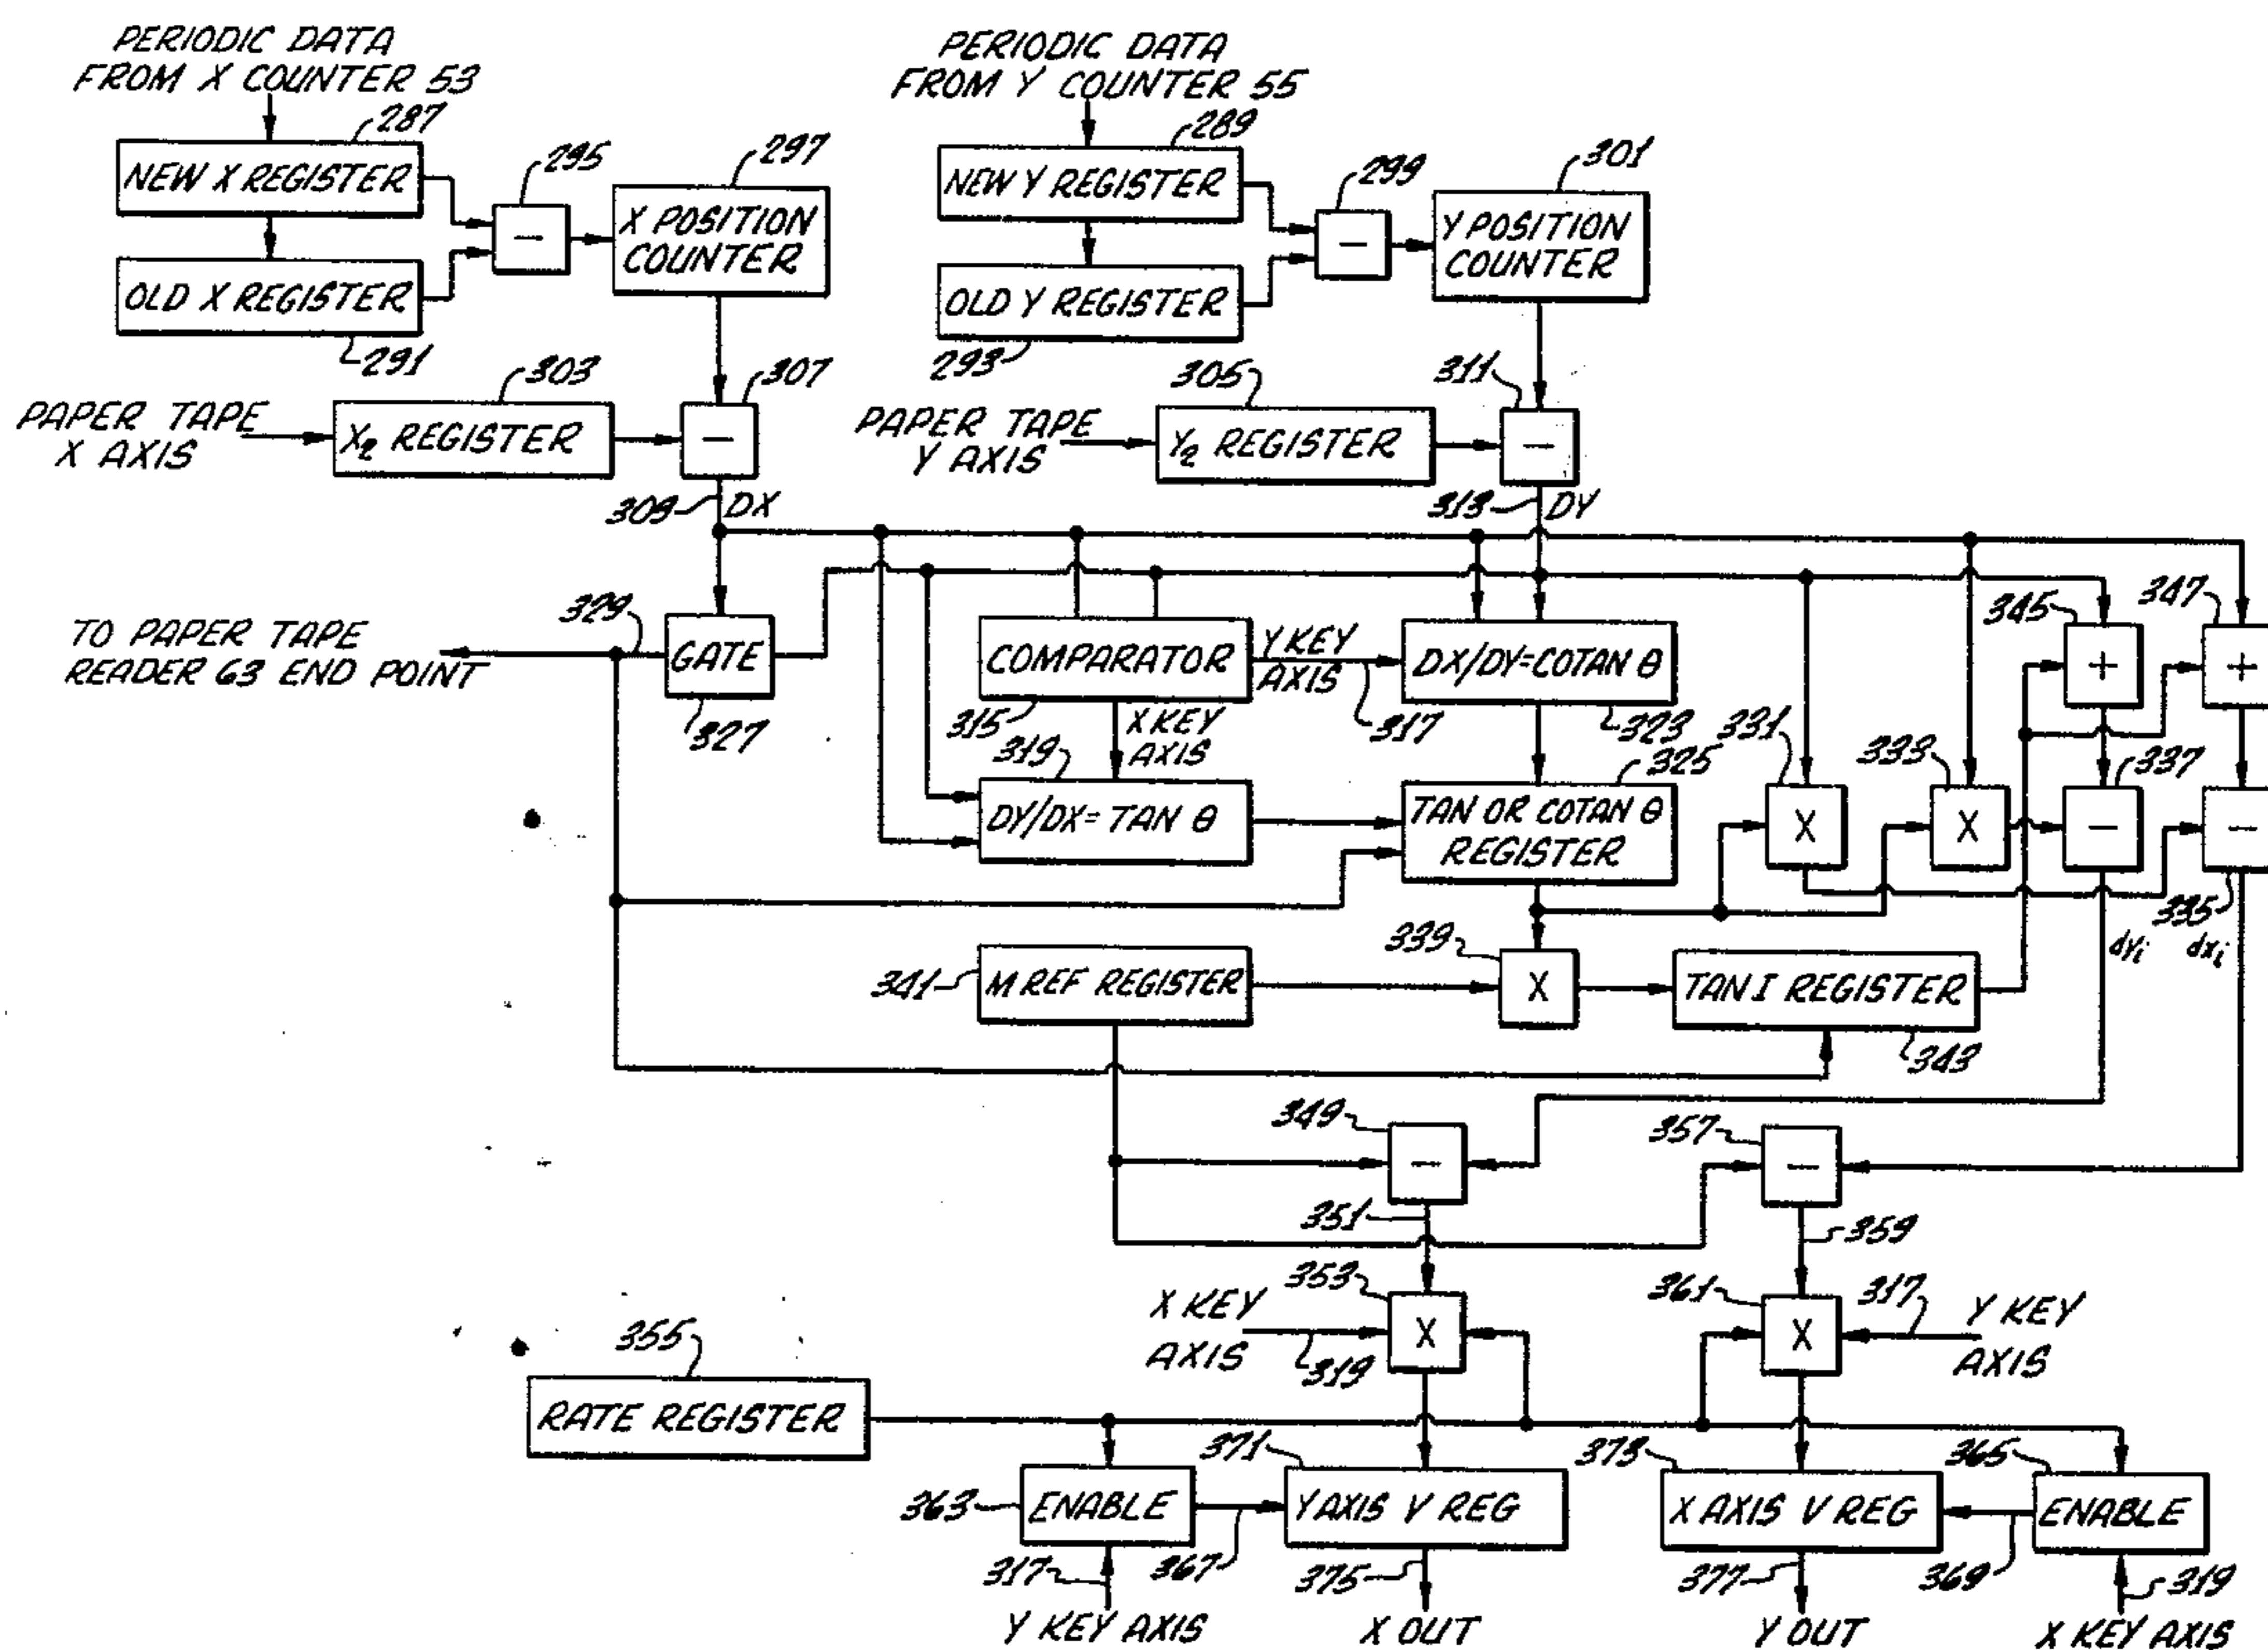 PERIODIC DATA
FROM X COUNTER 53
PERIODIC DATA
FROM Y COUNTER 55
287
289
NEW X REGISTER
295
297
NEW Y REGISTER
299
301
X POSITION
COUNTER
Y POSITION
COUNTER
−
−
OLD X REGISTER
OLD Y REGISTER
291
293
303
307
305
311
PAPER TAPE
X AXIS
X2 REGISTER
−
PAPER TAPE
Y AXIS
Y2 REGISTER
−
309
DX
313
DY
329
345
347
TO PAPER TAPE
READER 63 END POINT
GATE
COMPARATOR
Y KEY
AXIS
DX/DY=COTAN θ
+
+
327
315
X KEY
AXIS
317
323
331
333
337
319
325
DY/DX= TAN θ
TAN OR COTAN θ
REGISTER
X
X
−
−
335
339
dYi
dXi
341
M REF REGISTER
X
TAN I REGISTER
343
349
357
−
−
351
359
353
361
317
X KEY
AXIS
319
X
X
Y KEY
AXIS
355
RATE REGISTER
371
373
365
363
ENABLE
Y AXIS V REG
X AXIS V REG
ENABLE
317
367
375
377
369
319
Y KEY AXIS
X OUT
Y OUT
X KEY AXIS